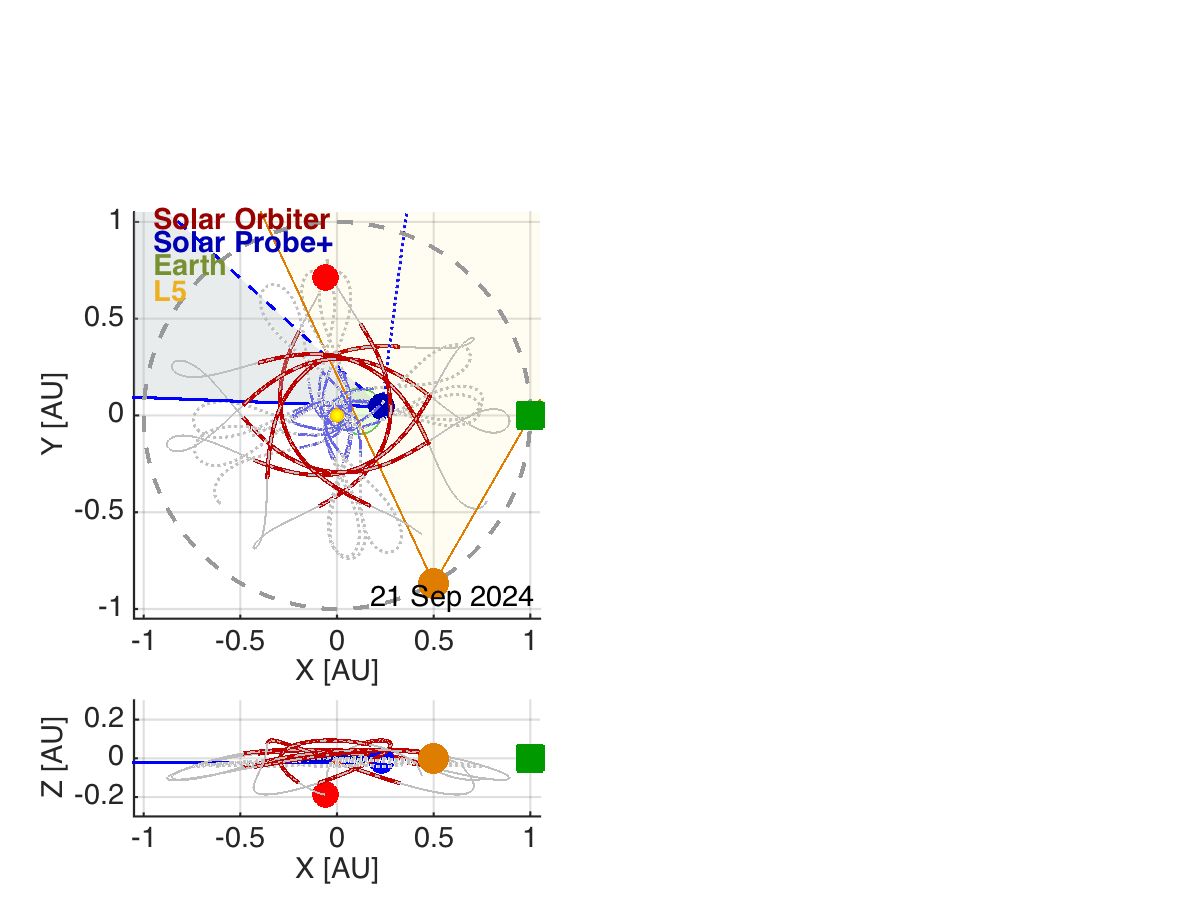 Solar Orbiter
Solar Probe+
Earth
L5
1
0.5
0
-0.5
-1
Y [AU]
21 Sep 2024
-1 -0.5 0 0.5 1
X [AU]
0.2
0
-0.2
Z [AU]
-1 -0.5 0 0.5 1
X [AU]